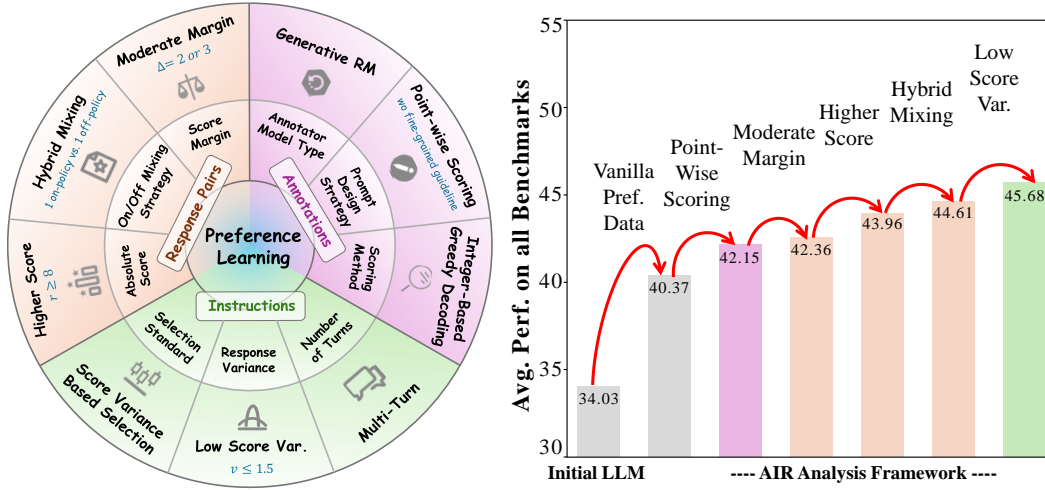 Moderate Margin
Δ= 2 or 3
Generative RM
Hybrid Mixing
1 on-policy vs. 1 off-policy
Point-wise Scoring
wo fine-grained guideline
Score
Margin
Annotator
Model Type
On/Off Mixing
Strategy
Prompt
Design
Strategy
Response Pairs
Annotations
Preference
Learning
Higher Score
r ≥ 8
Absolute
Score
Scoring
Method
Integer-Based
Greedy Decoding
Instructions
Selection
Standard
Response
Variance
Number
of Turns
Score Variance
Based Selection
Low Score Var.
v ≤ 1.5
Multi-Turn
Avg. Perf. on all Benchmarks
55
50
45
40
35
30
Vanilla
Pref.
Data
Point-
Wise
Scoring
Moderate
Margin
Higher
Score
Hybrid
Mixing
Low
Score
Var.
34.03
40.37
42.15
42.36
43.96
44.61
45.68
Initial LLM
---- AIR Analysis Framework ----